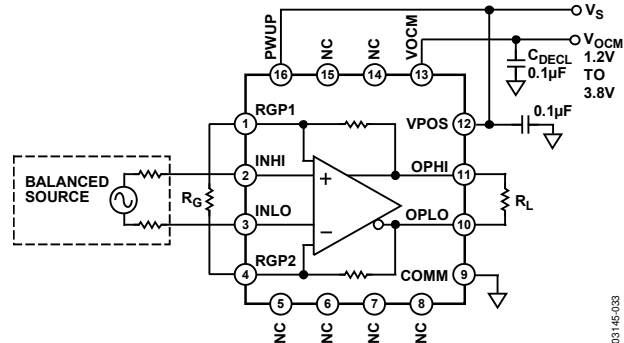 V_S
V_OCM
1.2V
TO
3.8V
C_DECL
0.1µF
PWUP
NC
NC
VOCM
16
15
14
13
0.1µF
1
RGP1
VPOS
12
2
INHI
OPHI
11
BALANCED
SOURCE
R_G
+
R_L
3
INLO
OPLO
10
−
4
RGP2
COMM
9
5
6
7
8
NC
NC
NC
NC
03145-033